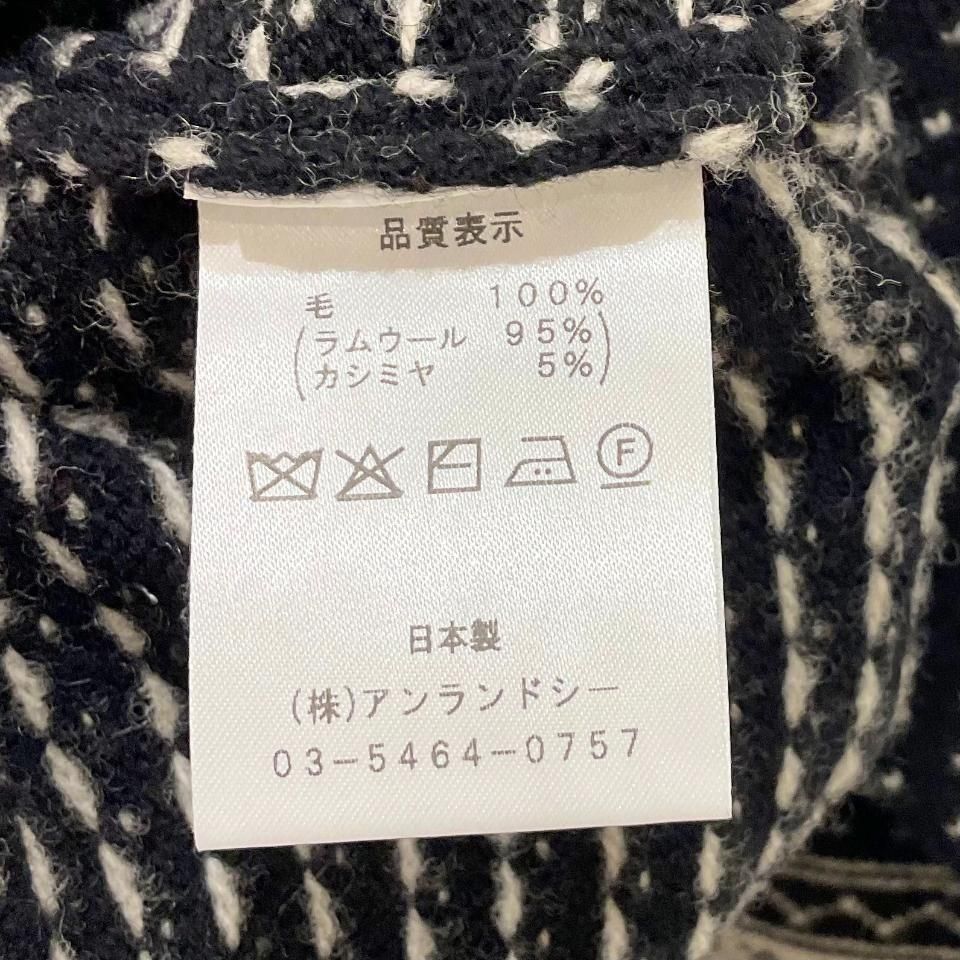 品質表示
毛 100%
(ラムウール 95%)
(カシミヤ 5%)
F
日本製
(株)アンランドシー
03-5464-0757